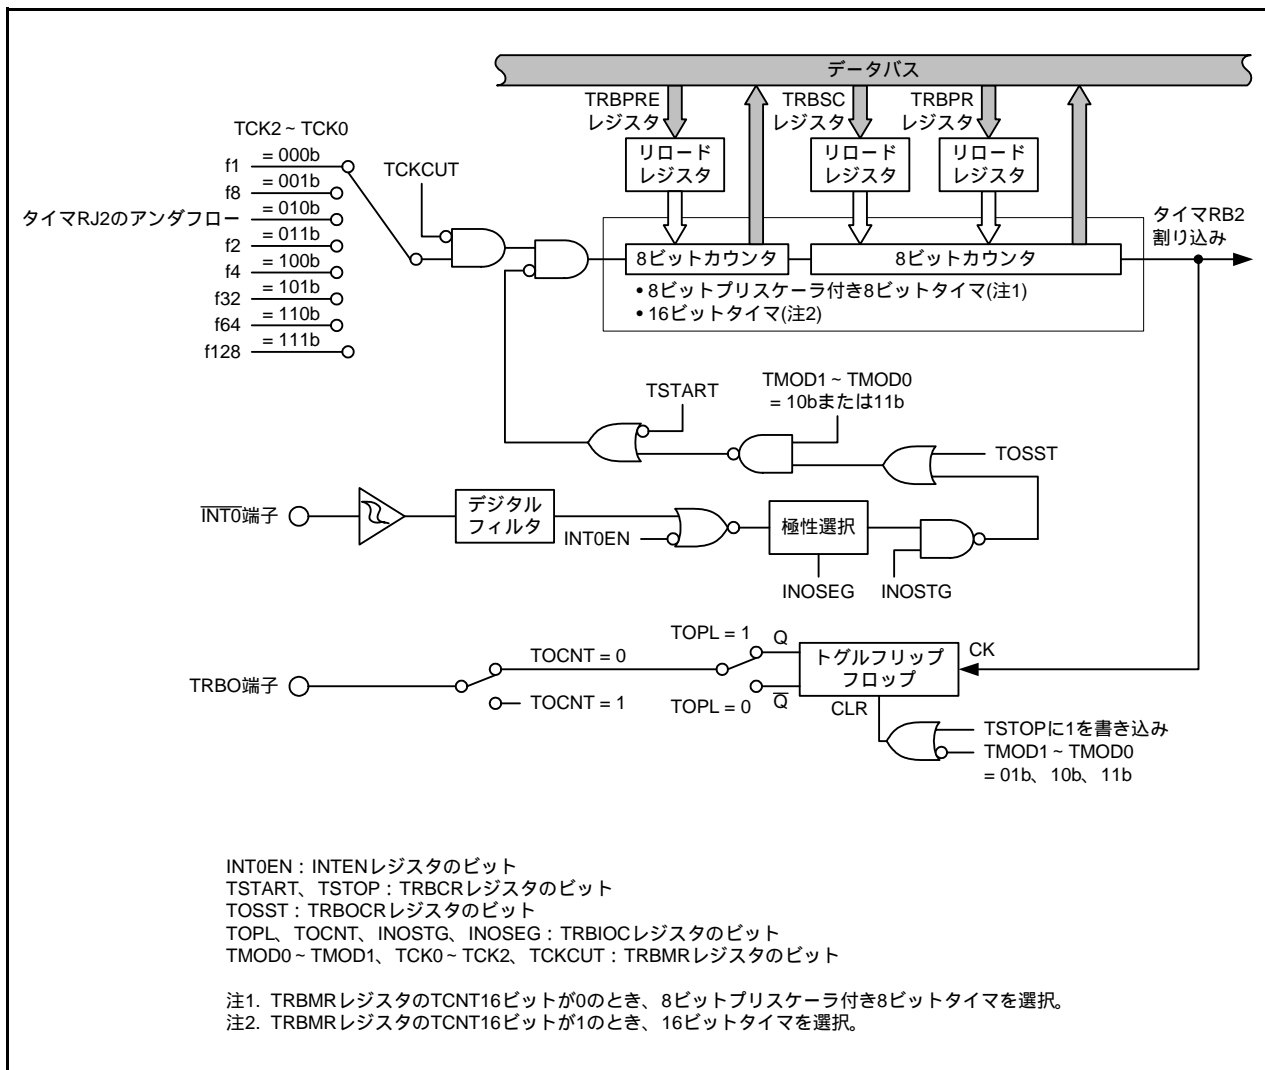 データバス
TRBPRE
レジスタ
TRBSC
レジスタ
TRBPR
レジスタ
リロード
レジスタ
リロード
レジスタ
リロード
レジスタ
TCK2~TCK0
f1
= 000b
f8
= 001b
タイマRJ2のアンダフロー
= 010b
f2
= 011b
f4
= 100b
f32
= 101b
f64
= 110b
f128
= 111b
TCKCUT
8ビットカウンタ
8ビットカウンタ
タイマRB2
割り込み
• 8ビットプリスケーラ付き8ビットタイマ(注1)
• 16ビットタイマ(注2)
TSTART
TMOD1~TMOD0
= 10bまたは11b
TOSST
INT0端子
デジタル
フィルタ
INT0EN
極性選択
INOSEG
INOSTG
TRBO端子
TOCNT = 0
TOCNT = 1
TOPL = 1
TOPL = 0
Q
Q
トグルフリップ
フロップ
CK
CLR
TSTOPに1を書き込み
TMOD1~TMOD0
= 01b、10b、11b
INT0EN:INTENレジスタのビット
TSTART、TSTOP:TRBCRレジスタのビット
TOSST:TRBOCRレジスタのビット
TOPL、TOCNT、INOSTG、INOSEG:TRBIOCレジスタのビット
TMOD0~TMOD1、TCK0~TCK2、TCKCUT:TRBMRレジスタのビット
注1. TRBMRレジスタのTCNT16ビットが0のとき、8ビットプリスケーラ付き8ビットタイマを選択。
注2. TRBMRレジスタのTCNT16ビットが1のとき、16ビットタイマを選択。